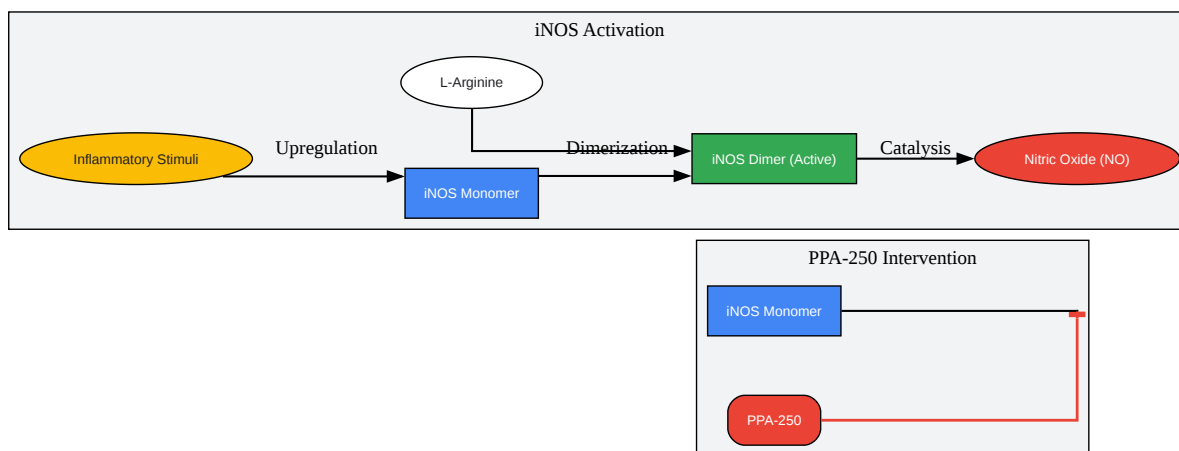 iNOS Activation
L-Arginine
Inflammatory Stimuli
Upregulation
iNOS Monomer
Dimerization
iNOS Dimer (Active)
Catalysis
Nitric Oxide (NO)
PPA-250 Intervention
iNOS Monomer
PPA-250